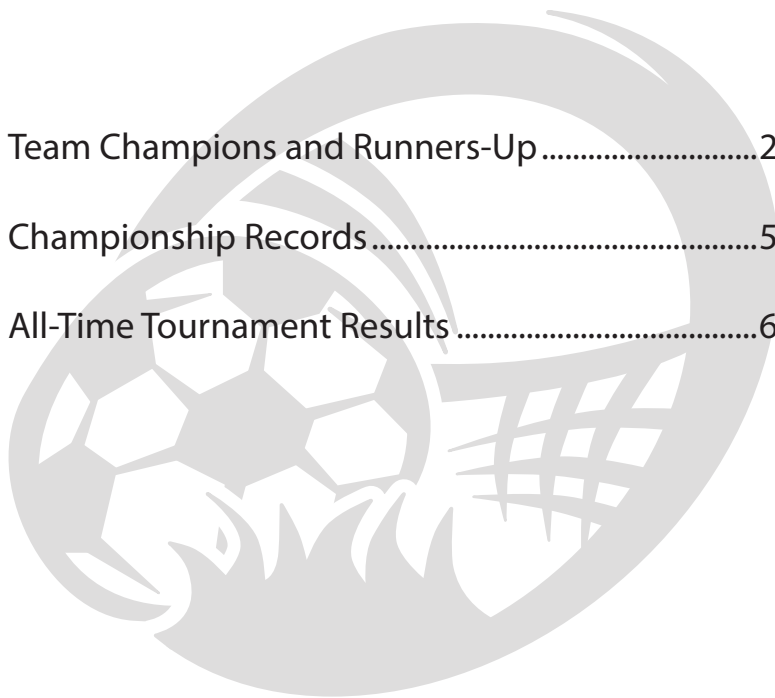 Team Champions and Runners-Up............................2
Championship Records..................................................5
All-Time Tournament Results.......................................6